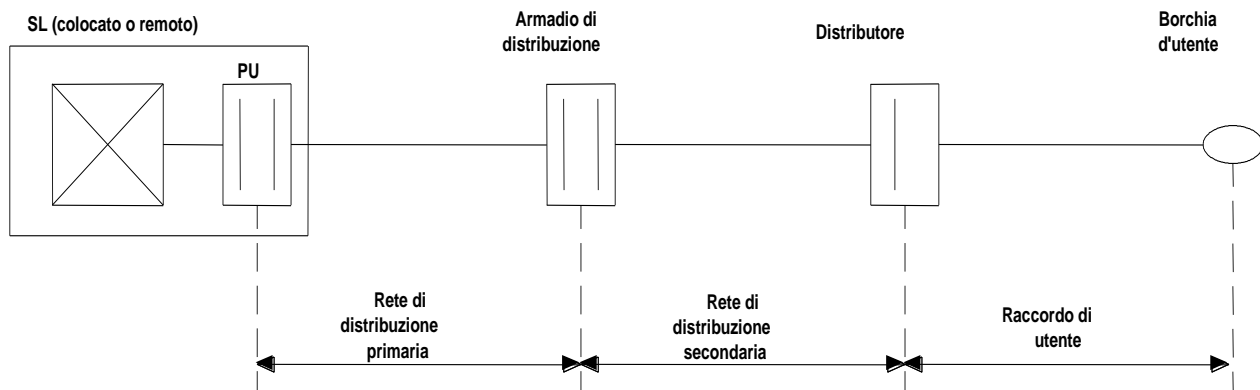 SL (colocato o remoto)
PU
Armadio di
distribuzione
Distributore
Borchia
d'utente
Rete di
distribuzione
primaria
Rete di
distribuzione
secondaria
Raccordo di
utente